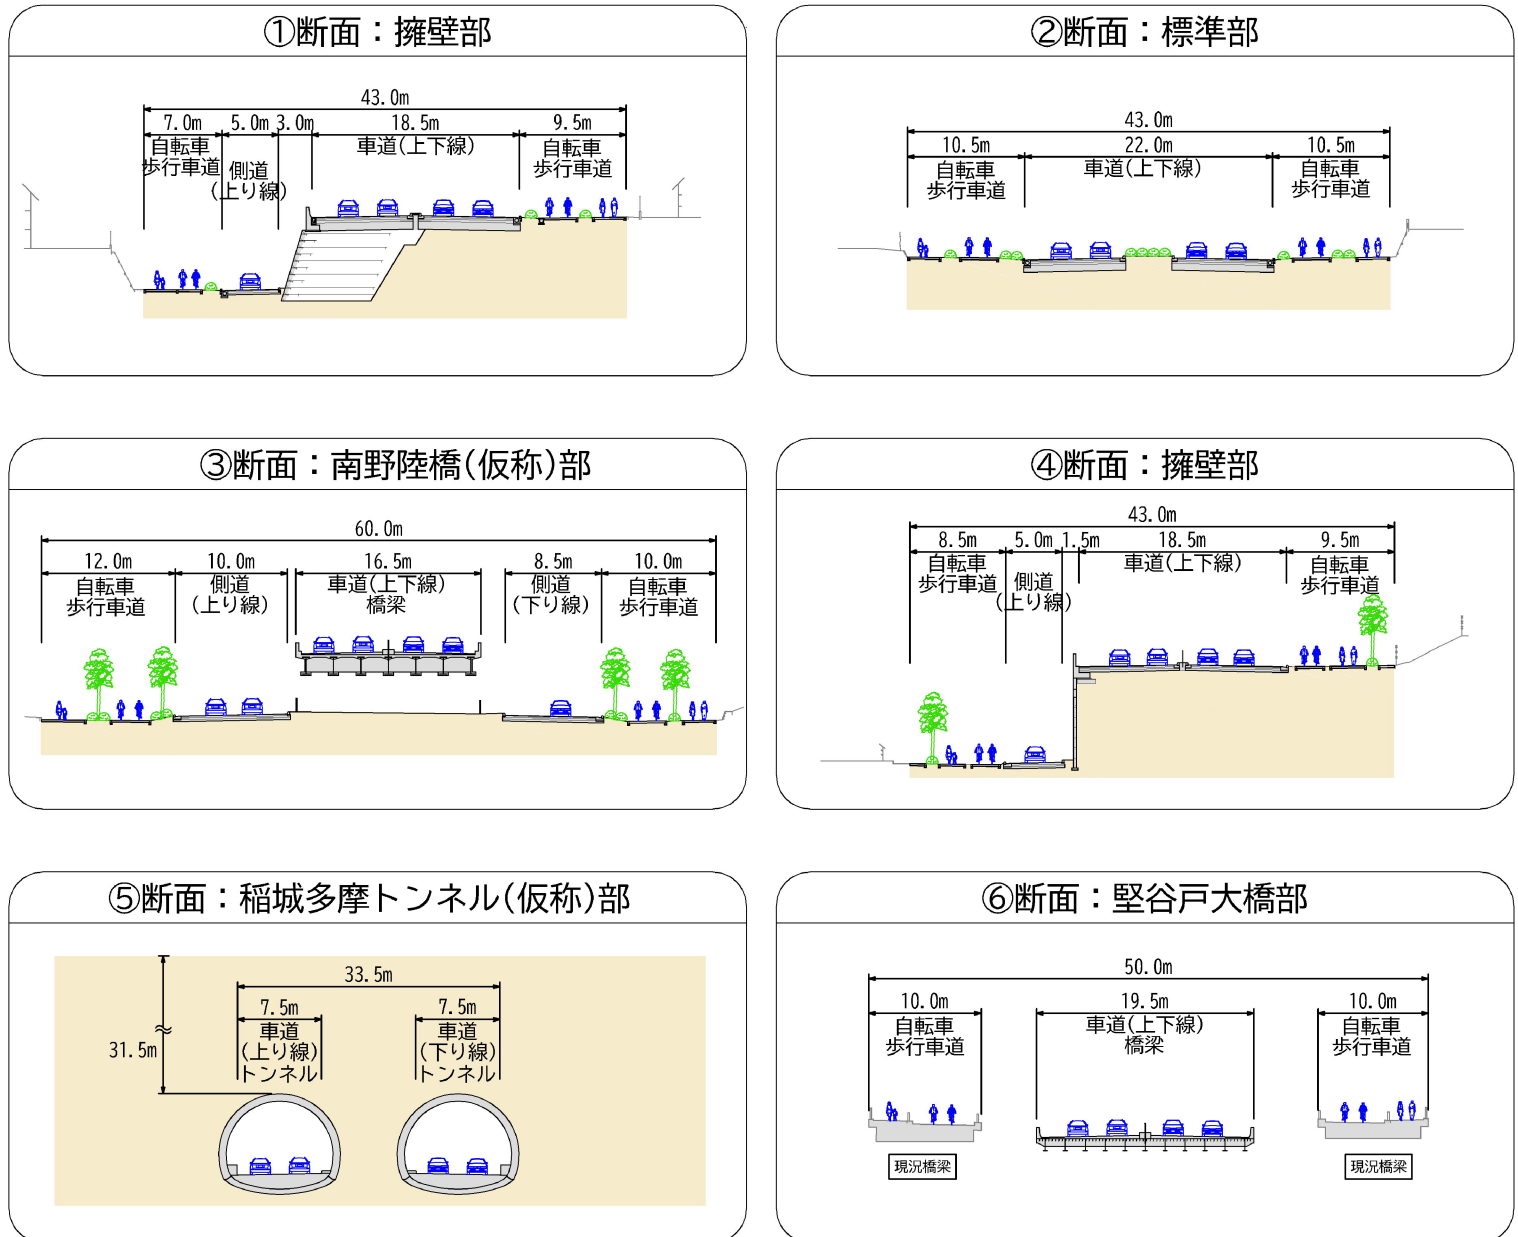 ①断面：擁壁部
43.0m
7.0m 5.0m 3.0m 18.5m 9.5m
自転車
歩行車道
側道
(上り線)
車道(上下線)
自転車
歩行車道
②断面：標準部
43.0m
10.5m 22.0m 10.5m
自転車
歩行車道
車道(上下線)
自転車
歩行車道
③断面：南野陸橋(仮称)部
60.0m
12.0m 10.0m 16.5m 8.5m 10.0m
自転車
歩行車道
側道
(上り線)
車道(上下線)
橋梁
側道
(下り線)
自転車
歩行車道
④断面：擁壁部
43.0m
8.5m 5.0m 1.5m 18.5m 9.5m
自転車
歩行車道
側道
(上り線)
車道(上下線)
自転車
歩行車道
⑤断面：稲城多摩トンネル(仮称)部
33.5m
7.5m 7.5m
車道
(上り線)
トンネル
車道
(下り線)
トンネル
31.5m
⑥断面：堅谷戸大橋部
50.0m
10.0m 19.5m 10.0m
自転車
歩行車道
車道(上下線)
橋梁
自転車
歩行車道
現況橋梁
現況橋梁